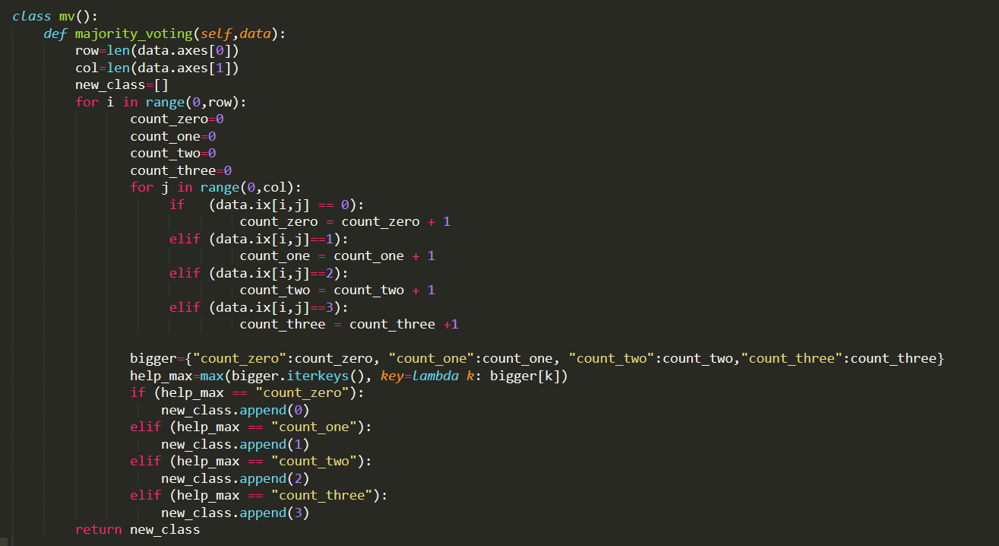 class mv():
    def majority_voting(self,data):
        row=len(data.axes[0])
        col=len(data.axes[1])
        new_class=[]
        for i in range(0,row):
               count_zero=0
               count_one=0
               count_two=0
               count_three=0
               for j in range(0,col):
                    if   (data.ix[i,j] == 0):
                             count_zero = count_zero + 1
                    elif (data.ix[i,j]==1):
                             count_one = count_one + 1
                    elif (data.ix[i,j]==2):
                             count_two = count_two + 1
                    elif (data.ix[i,j]==3):
                             count_three = count_three +1

               bigger={"count_zero":count_zero, "count_one":count_one, "count_two":count_two,"count_three":count_three}
               help_max=max(bigger.iterkeys(), key=lambda k: bigger[k])
               if (help_max == "count_zero"):
                   new_class.append(0)
               elif (help_max == "count_one"):
                   new_class.append(1)
               elif (help_max == "count_two"):
                   new_class.append(2)
               elif (help_max == "count_three"):
                   new_class.append(3)
        return new_class